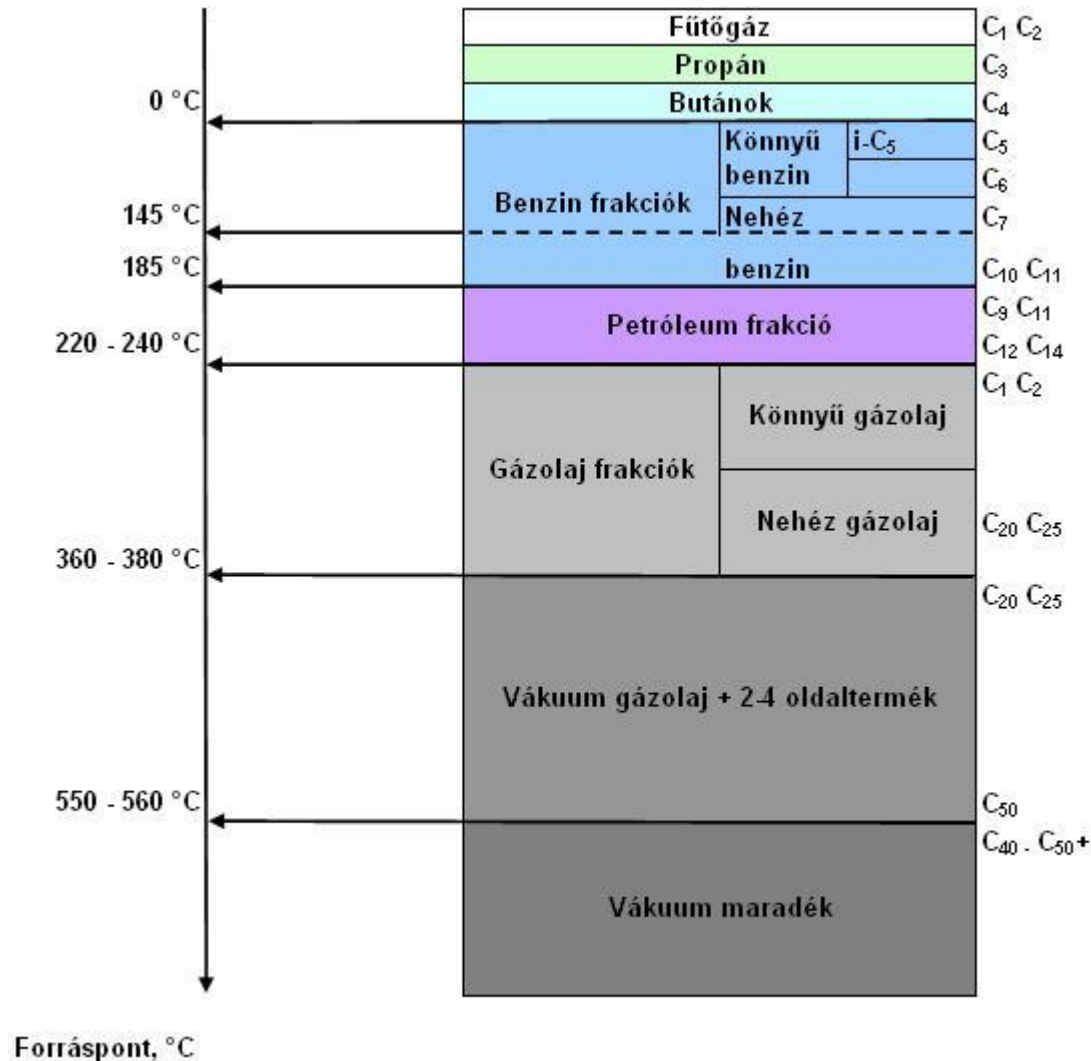 Fűtőgáz C₁ C₂
Propán C₃
0 °C Butánok C₄
Könnyű i-C₅ C₅
benzin C₆
Benzin frakciók
145 °C Nehéz C₇
185 °C benzin C₁₀ C₁₁
C₉ C₁₁
Petróleum frakció
220 - 240 °C C₁₂ C₁₄
C₁ C₂
Könnyű gázolaj
Gázolaj frakciók
Nehéz gázolaj C₂₀ C₂₅
360 - 380 °C
C₂₀ C₂₅
Vákuum gázolaj + 2-4 oldaltermék
550 - 560 °C C₅₀
C₄₀ - C₅₀+
Vákuum maradék
Forráspont, °C